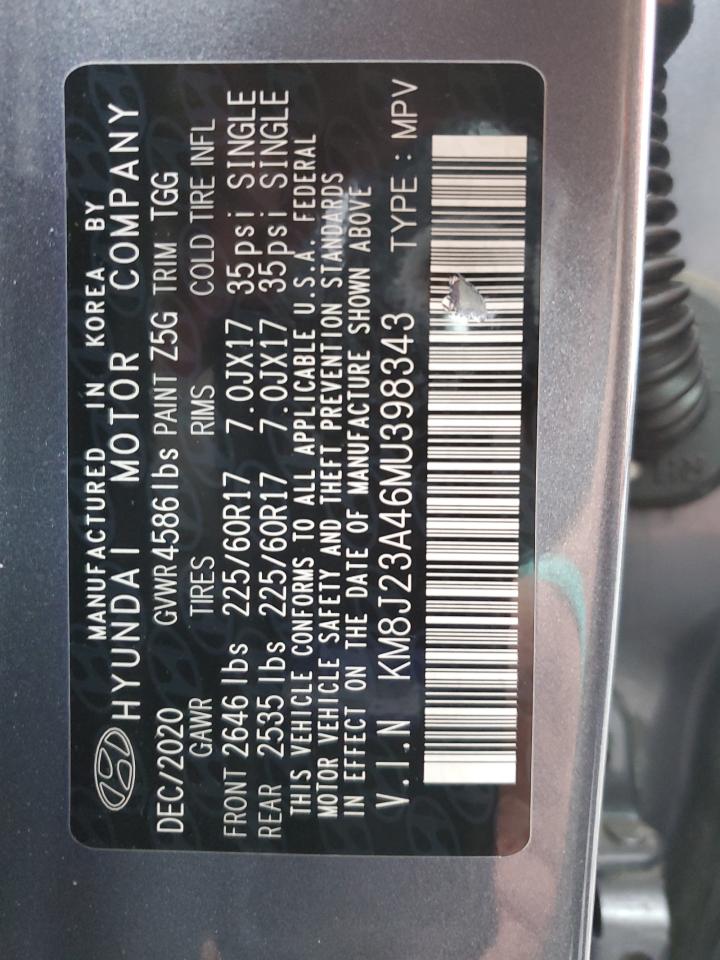 MANUFACTURED IN KOREA BY
HYUNDAI MOTOR COMPANY
DEC/2020 GVWR4586lbs PAINT Z5G TRIM TGG
GAWR TIRES RIMS COLD TIRE INFL
FRONT 2646 lbs 225/60R17 7.0JX17 35psi SINGLE
REAR 2535 lbs 225/60R17 7.0JX17 35psi SINGLE
THIS VEHICLE CONFORMS TO ALL APPLICABLE U.S.A. FEDERAL
MOTOR VEHICLE SAFETY AND THEFT PREVENTION STANDARDS
IN EFFECT ON THE DATE OF MANUFACTURE SHOWN ABOVE
V.I.N KM8J23A46MU398343 TYPE : MPV